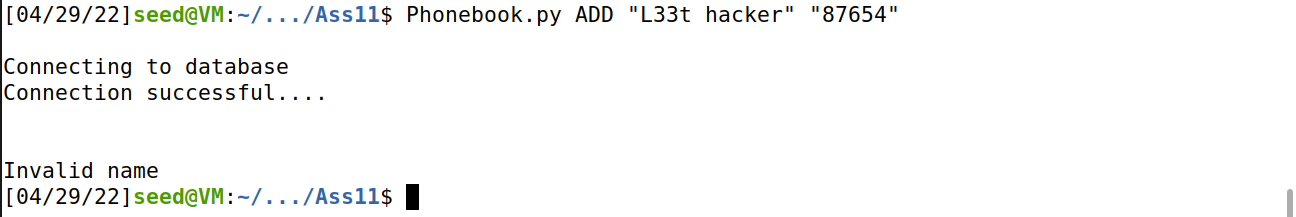 [04/29/22]seed@VM:~/.../Ass11$ Phonebook.py ADD "L33t hacker" "87654"
Connecting to database
Connection successful....
Invalid name
[04/29/22]seed@VM:~/.../Ass11$